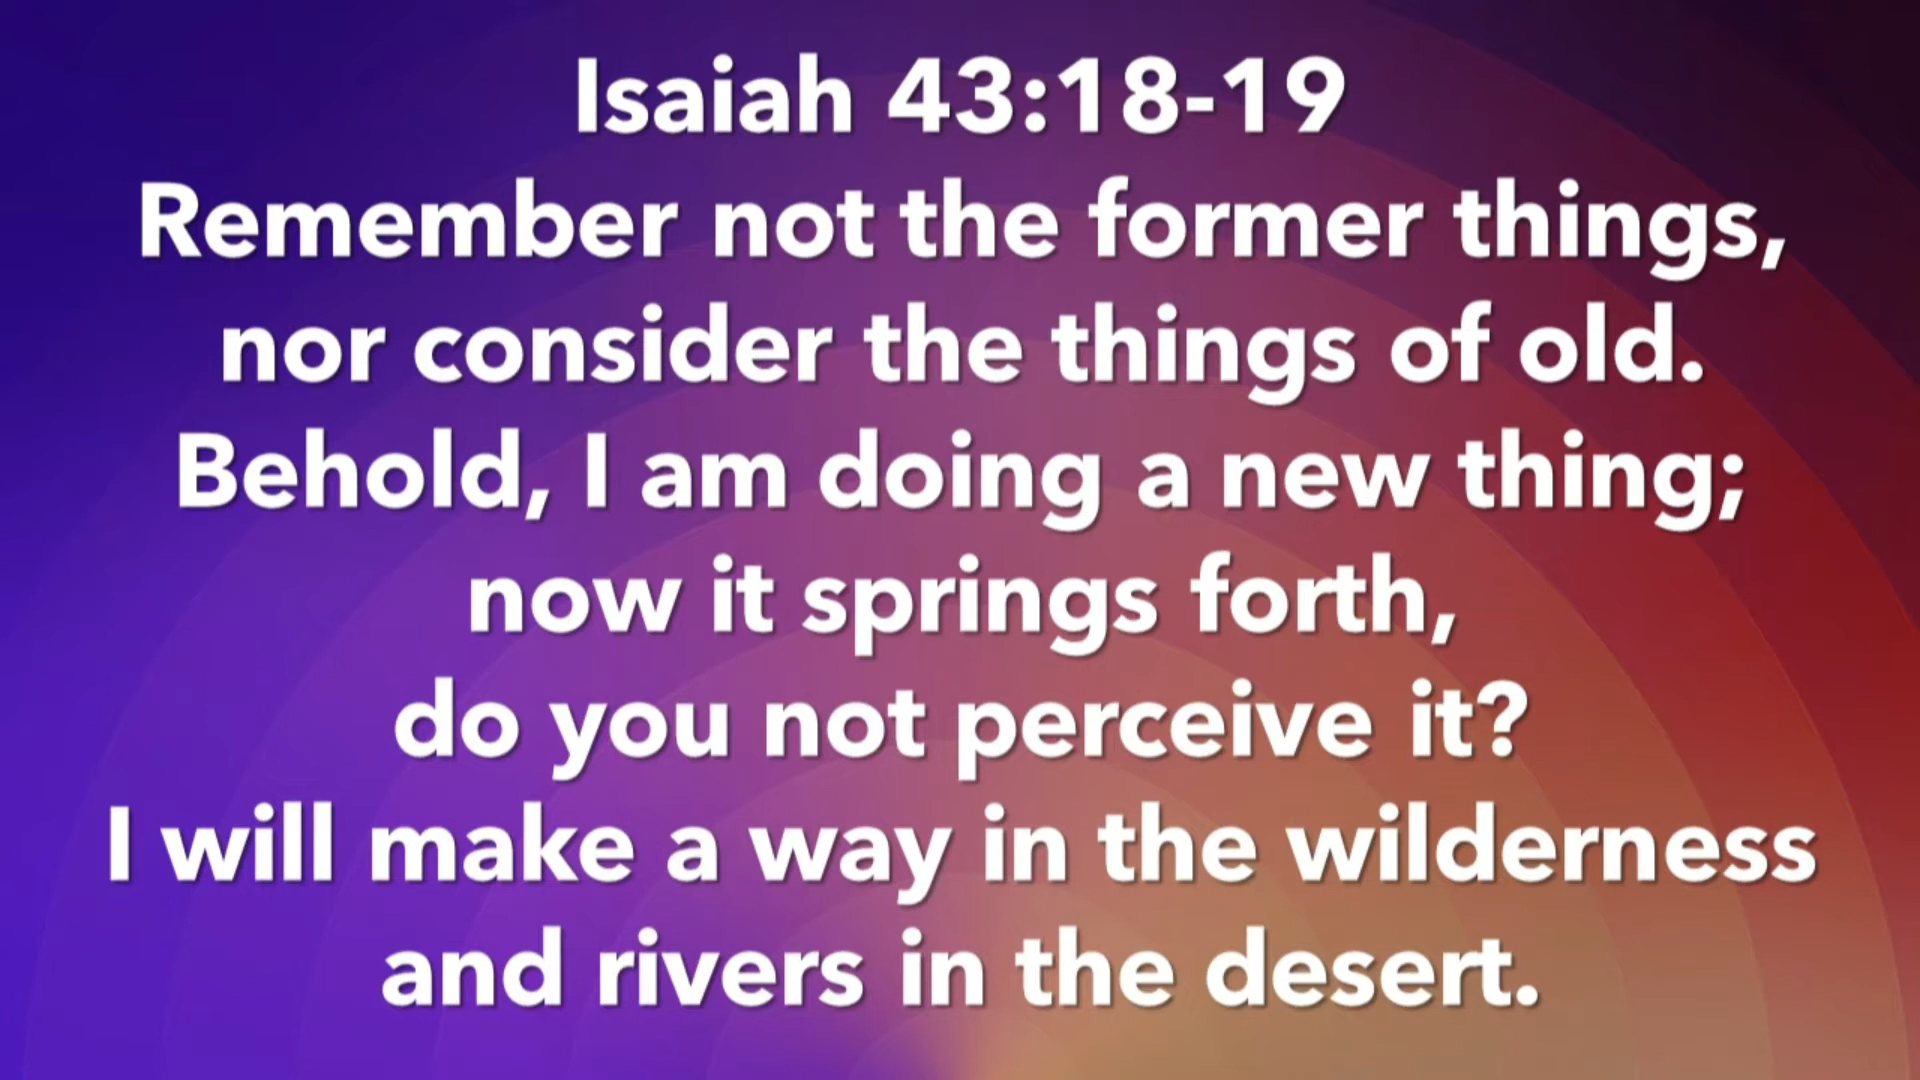 Isaiah 43:18-19
Remember not the former things,
nor consider the things of old.
Behold, I am doing a new thing;
now it springs forth,
do you not perceive it?
I will make a way in the wilderness
and rivers in the desert.